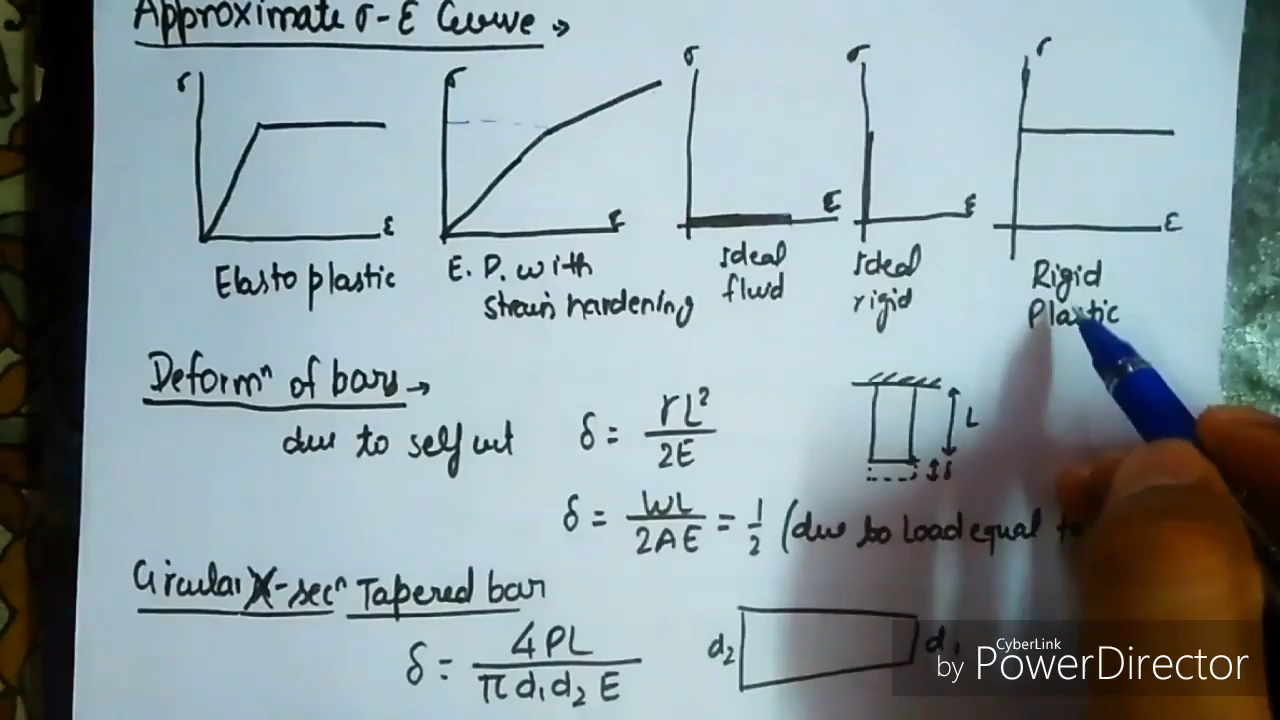 Approximate σ-ε Curve →
σ σ σ σ σ
ε ε ε ε ε
Elasto plastic
E. P. with
strain hardening
ideal
fluid
ideal
rigid
Rigid
Plastic
Deformⁿ of bars →
due to self wt
δ = γL²/2E
L
δ
δ = WL/2AE = 1/2 (due to Load equal
Circular X-secⁿ Tapered bar
δ = 4PL/πd₁d₂E
d₂ d₁
CyberLink
by PowerDirector